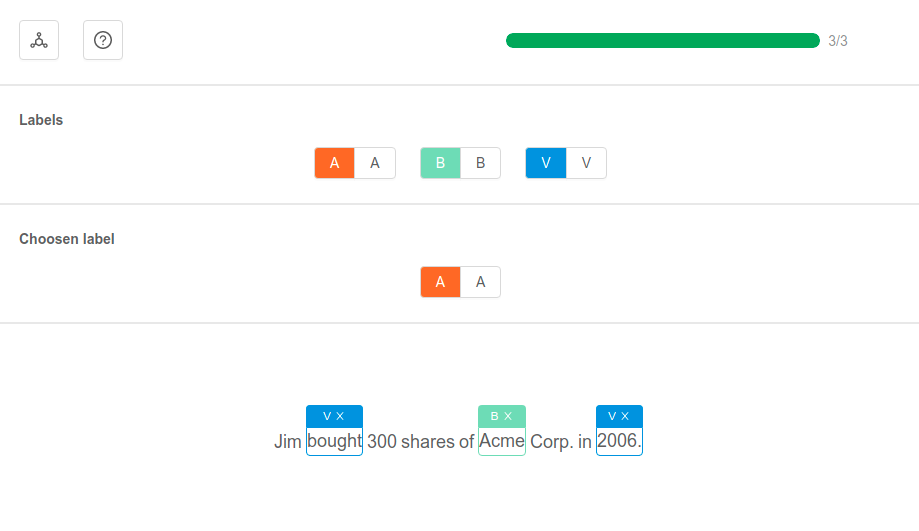 3/3
Labels
A A B B V V
Choosen label
A A
V X B X V X
Jim bought 300 shares of Acme Corp. in 2006.